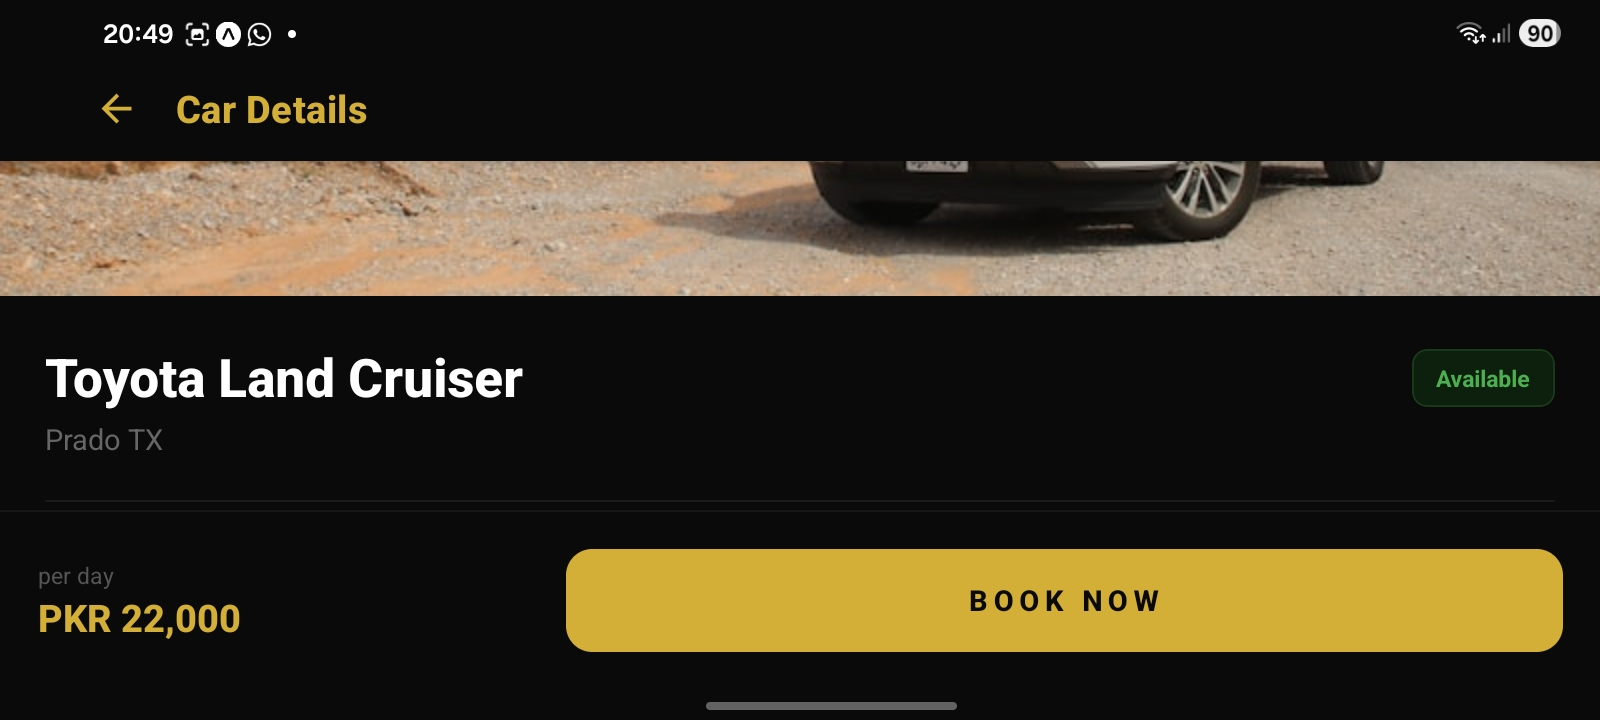 20:49
90
Car Details
Toyota Land Cruiser
Available
Prado TX
per day
PKR 22,000
BOOK NOW